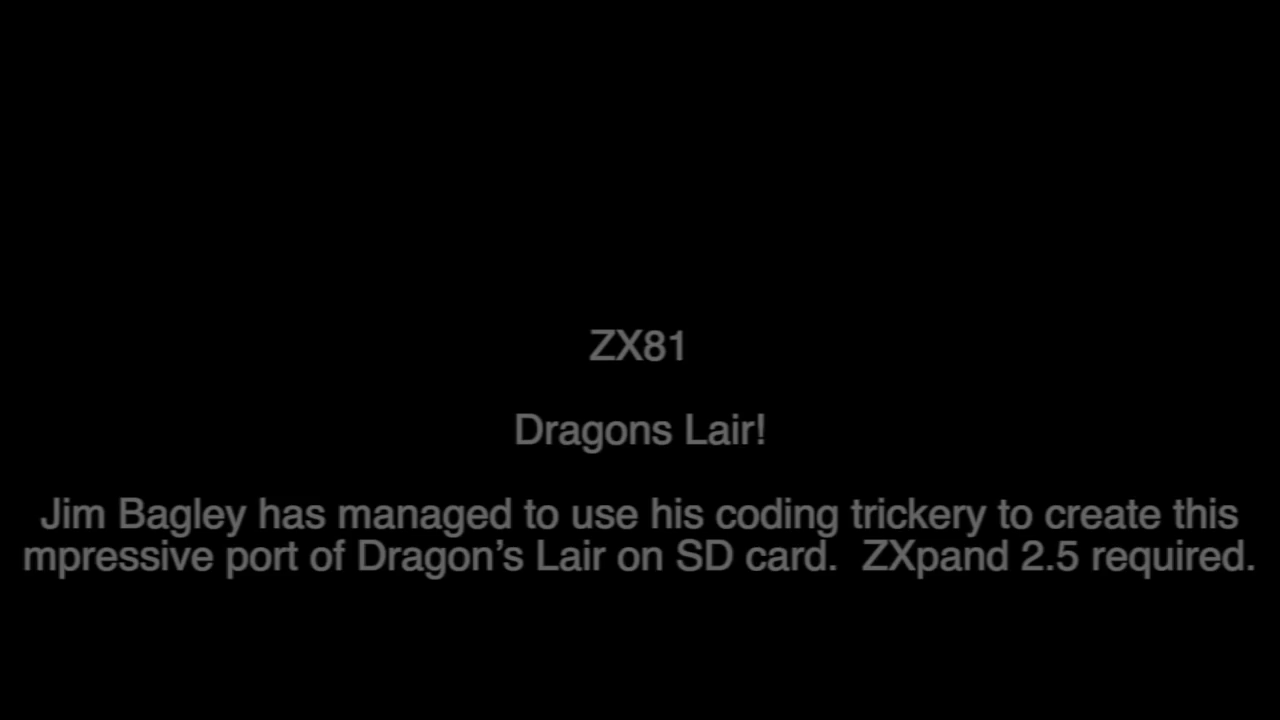 ZX81
Dragons Lair!
Jim Bagley has managed to use his coding trickery to create this
mpressive port of Dragon’s Lair on SD card.  ZXpand 2.5 required.